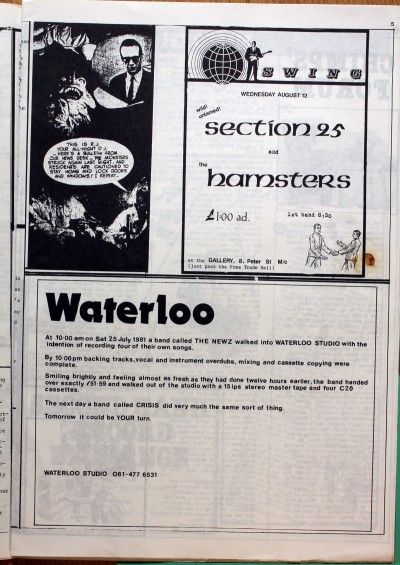 5
SWING
WEDNESDAY AUGUST 12
wild!
untamed!
section 25
and
the
hamsters
£1·00 ad.
1st band 8;30
at the GALLERY, 8, Peter St M/c
(just past the Free Trade Hall)
THIS IS R.J.
YOUR ALL-NIGHT D.J.
...HERE'S A BULLETIN FROM
OUR NEWS DESK... THE MONSTERS
STRUCK AGAIN LAST NIGHT, AND
RESIDENTS ARE CAUTIONED TO
STAY HOME AND LOCK DOORS
AND WINDOWS! I REPEAT...
Waterloo
At 10·00 am on Sat 25 July 1981 a band called THE NEWZ walked into WATERLOO STUDIO with the
intention of recording four of their own songs.
By 10·00pm backing tracks, vocal and instrument overdubs, mixing and cassette copying were
complete.
Smiling brightly and feeling almost as fresh as they had done twelve hours earlier, the band handed
over exactly £51·59 and walked out of the studio with a 15 ips stereo master tape and four C20
cassettes.
The next day a band called CRISIS did very much the same sort of thing.
Tomorrow it could be YOUR turn.
WATERLOO STUDIO 061-477 6531